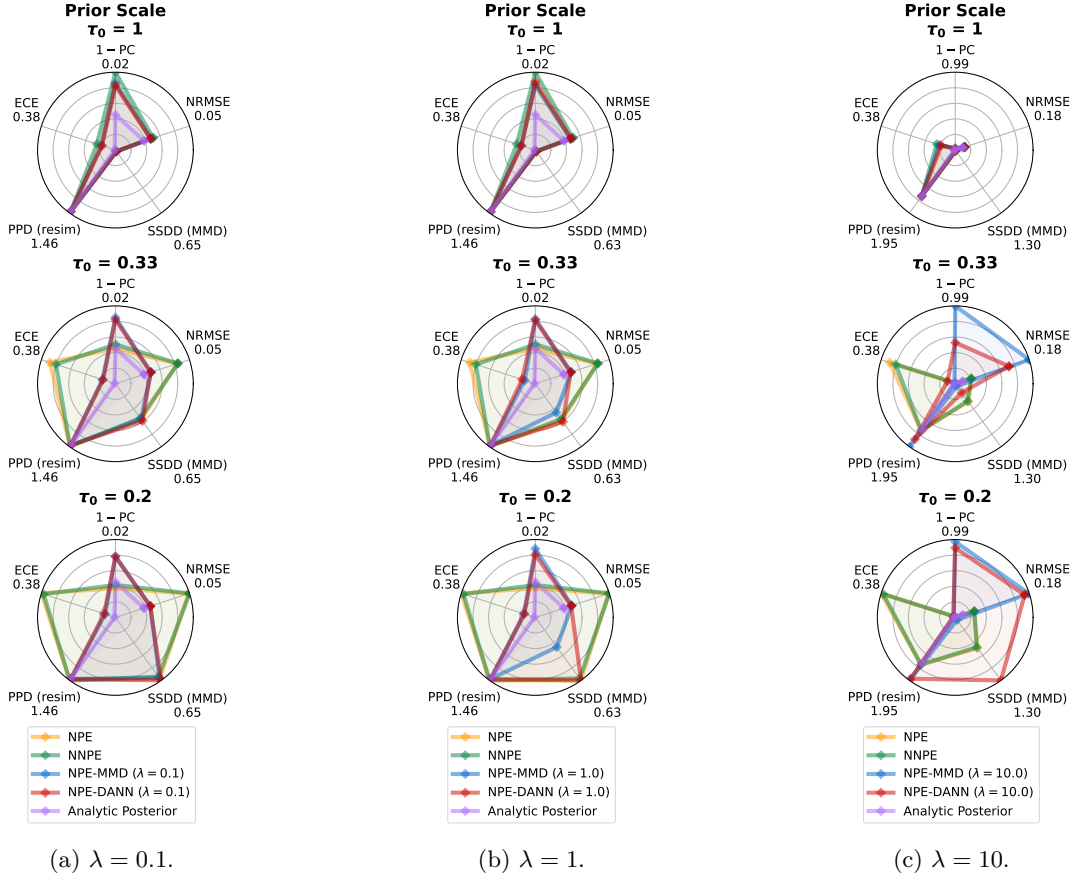 Prior Scale
τ₀ = 1
1 − PC
0.02
NRMSE
0.05
SSDD (MMD)
0.65
PPD (resim)
1.46
ECE
0.38
τ₀ = 0.33
1 − PC
0.02
NRMSE
0.05
SSDD (MMD)
0.65
PPD (resim)
1.46
ECE
0.38
τ₀ = 0.2
1 − PC
0.02
NRMSE
0.05
SSDD (MMD)
0.65
PPD (resim)
1.46
ECE
0.38
NPE
NNPE
NPE-MMD (λ = 0.1)
NPE-DANN (λ = 0.1)
Analytic Posterior
(a) λ = 0.1.
Prior Scale
τ₀ = 1
1 − PC
0.02
NRMSE
0.05
SSDD (MMD)
0.63
PPD (resim)
1.46
ECE
0.38
τ₀ = 0.33
1 − PC
0.02
NRMSE
0.05
SSDD (MMD)
0.63
PPD (resim)
1.46
ECE
0.38
τ₀ = 0.2
1 − PC
0.02
NRMSE
0.05
SSDD (MMD)
0.63
PPD (resim)
1.46
ECE
0.38
NPE
NNPE
NPE-MMD (λ = 1.0)
NPE-DANN (λ = 1.0)
Analytic Posterior
(b) λ = 1.
Prior Scale
τ₀ = 1
1 − PC
0.99
NRMSE
0.18
SSDD (MMD)
1.30
PPD (resim)
1.95
ECE
0.38
τ₀ = 0.33
1 − PC
0.99
NRMSE
0.18
SSDD (MMD)
1.30
PPD (resim)
1.95
ECE
0.38
τ₀ = 0.2
1 − PC
0.99
NRMSE
0.18
SSDD (MMD)
1.30
PPD (resim)
1.95
ECE
0.38
NPE
NNPE
NPE-MMD (λ = 10.0)
NPE-DANN (λ = 10.0)
Analytic Posterior
(c) λ = 10.